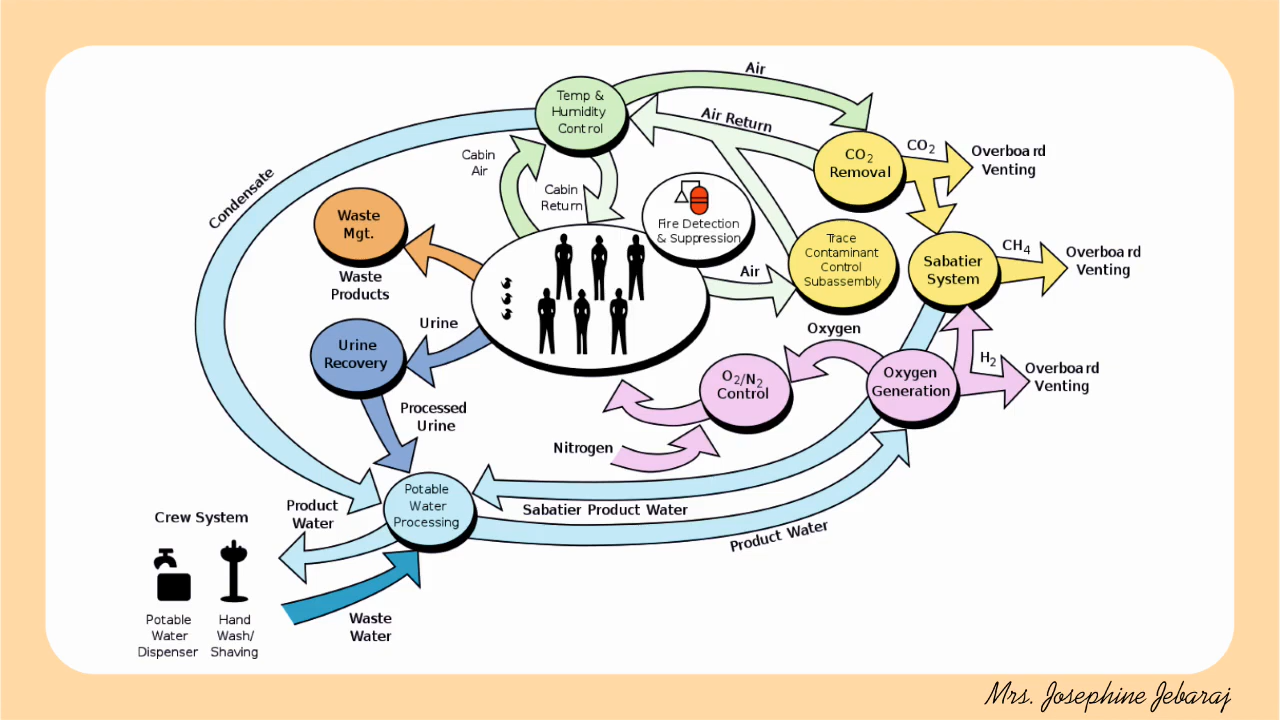 Air
Temp &
Humidity
Control
Air Return
CO2
Overboard
Venting
Cabin
Air
CO2
Removal
Condensate
Cabin
Return
Waste
Mgt.
Fire Detection
& Suppression
Trace
Contaminant
Control
Subassembly
Sabatier
System
CH4
Overboard
Venting
Waste
Products
Air
Urine
Oxygen
Urine
Recovery
O2/N2
Control
Oxygen
Generation
H2
Overboard
Venting
Processed
Urine
Nitrogen
Potable
Water
Processing
Product
Water
Sabatier Product Water
Product Water
Crew System
Potable
Water
Dispenser
Hand
Wash/
Shaving
Waste
Water
Mrs. Josephine Jebaraj